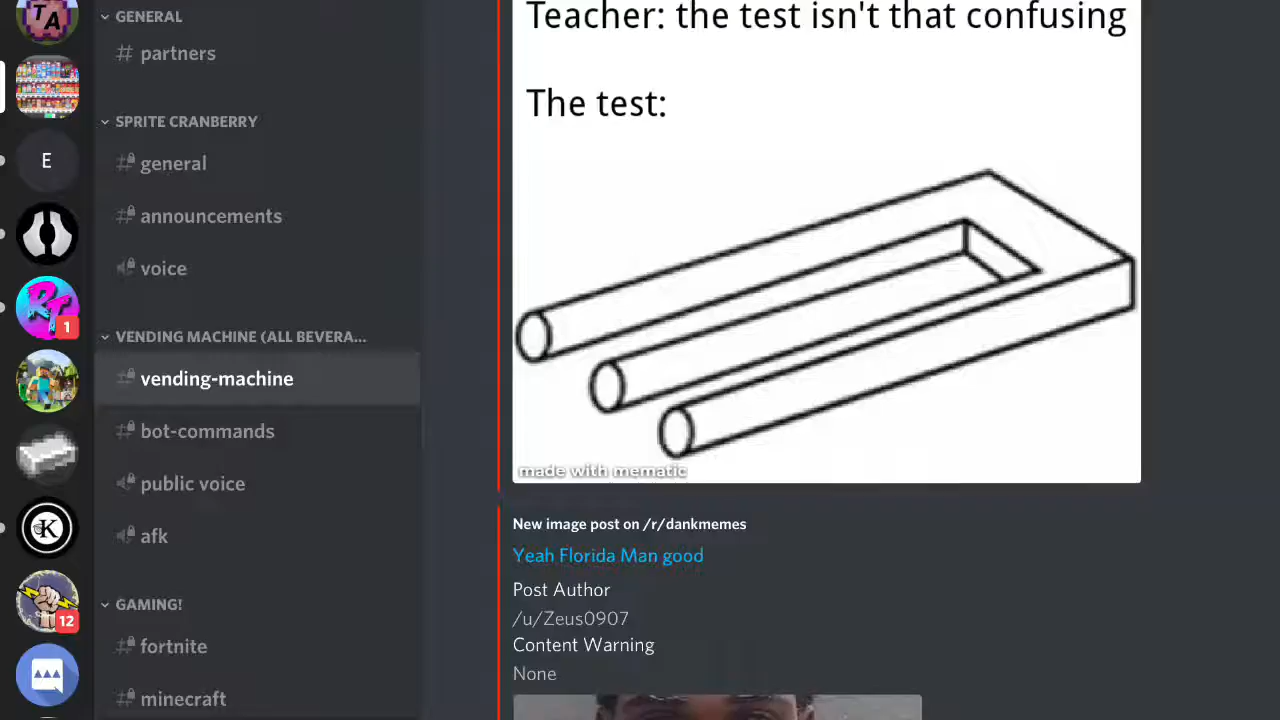 TA
GENERAL
partners
SPRITE CRANBERRY
E
general
announcements
voice
RT
1
VENDING MACHINE (ALL BEVERA...
vending-machine
bot-commands
public voice
K
afk
12
GAMING!
fortnite
minecraft
Teacher: the test isn't that confusing
The test:
made with mematic
New image post on /r/dankmemes
Yeah Florida Man good
Post Author
/u/Zeus0907
Content Warning
None